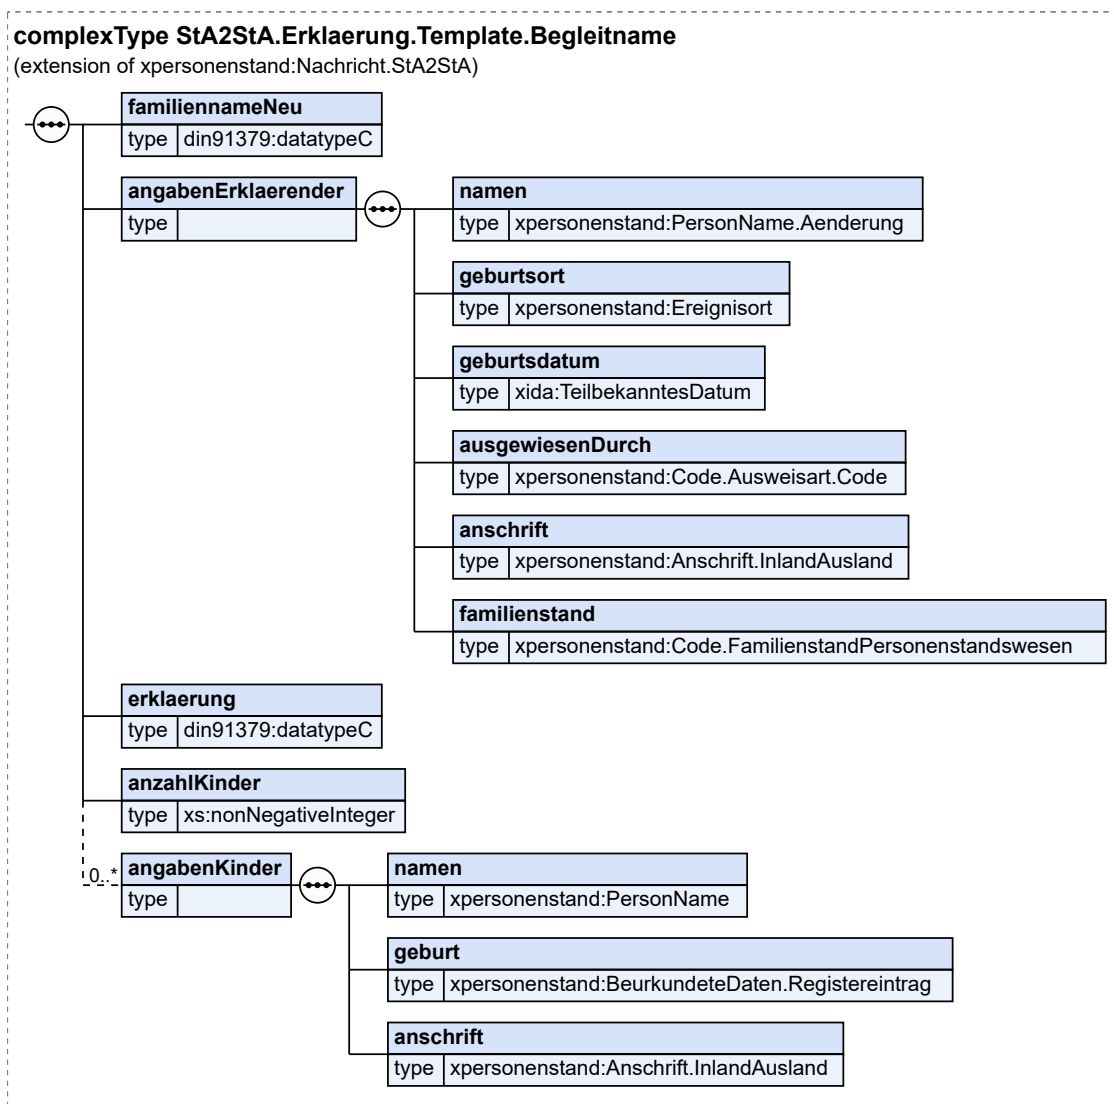 complexType StA2StA.Erklaerung.Template.Begleitname
(extension of xpersonenstand:Nachricht.StA2StA)
familiennameNeu
type din91379:datatypeC
angabenErklaerender
type
namen
type xpersonenstand:PersonName.Aenderung
geburtsort
type xpersonenstand:Ereignisort
geburtsdatum
type xida:TeilbekanntesDatum
ausgewiesenDurch
type xpersonenstand:Code.Ausweisart.Code
anschrift
type xpersonenstand:Anschrift.InlandAusland
familienstand
type xpersonenstand:Code.FamilienstandPersonenstandswesen
erklaerung
type din91379:datatypeC
anzahlKinder
type xs:nonNegativeInteger
0..* angabenKinder
type
namen
type xpersonenstand:PersonName
geburt
type xpersonenstand:BeurkundeteDaten.Registereintrag
anschrift
type xpersonenstand:Anschrift.InlandAusland